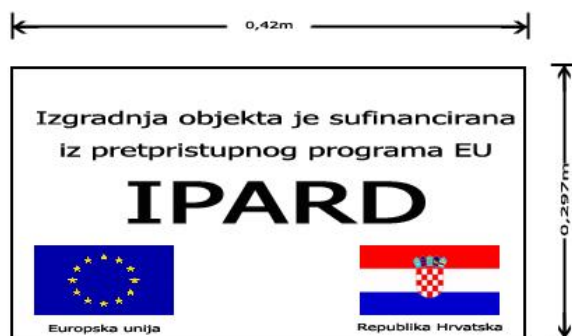 0,42m
Izgradnja objekta je sufinancirana
iz pretpristupnog programa EU
IPARD
0,297m
Europska unija
Republika Hrvatska